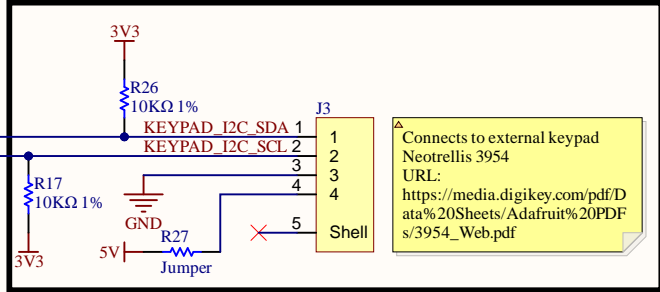 3V3
R26
10KΩ 1%
J3
KEYPAD_I2C_SDA 1 1
KEYPAD_I2C_SCL 2 2
3 3
4 4
5 Shell
R17
10KΩ 1%
3V3
GND
R27
5V
Jumper
Connects to external keypad
Neotrellis 3954
URL:
https://media.digikey.com/pdf/D
ata%20Sheets/Adafruit%20PDF
s/3954_Web.pdf